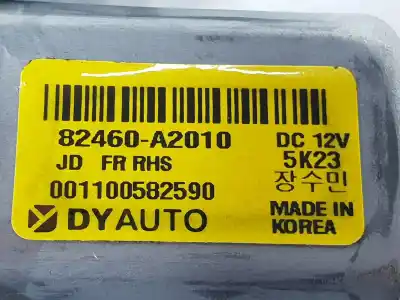 82460-A2010 DC 12V
JD FR RHS 5K23
001100582590 장수민
DYAUTO MADE IN
KOREA